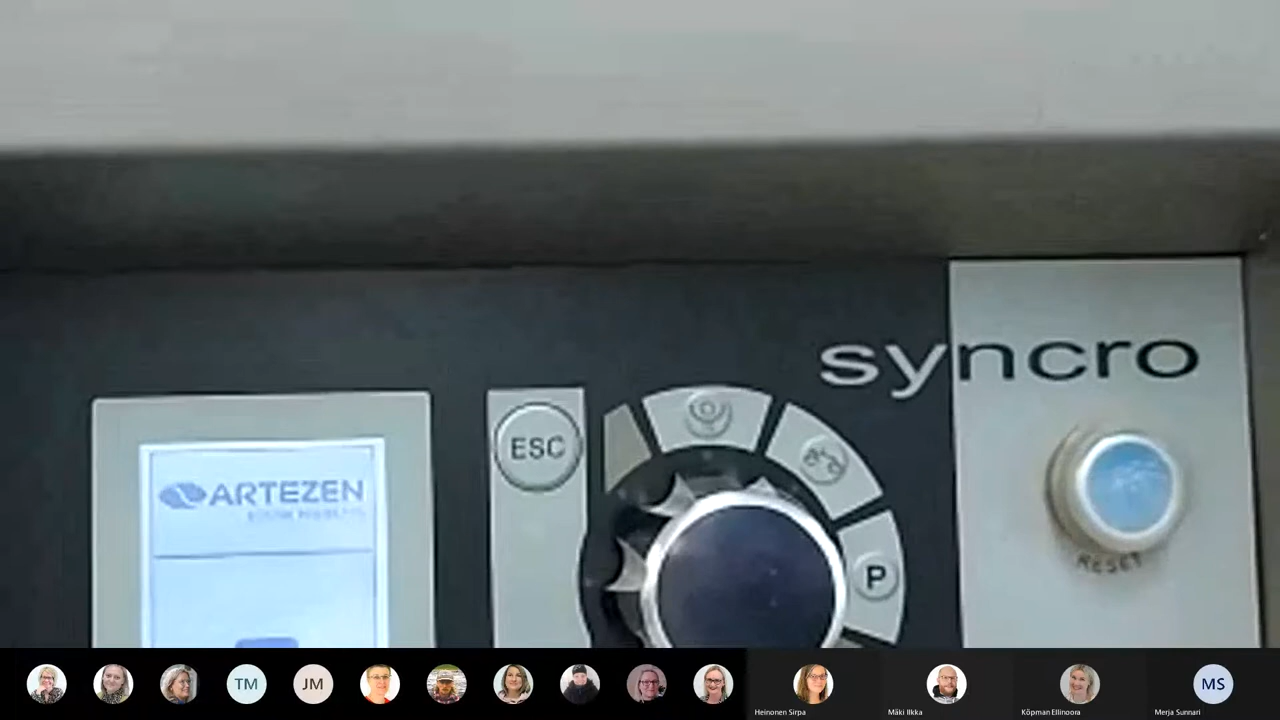 syncro
ESC
ARTEZEN
P
RESET
TM
JM
MS
Heinonen Sirpa
Mäki Ilkka
Köpman Ellinoora
Merja Sunnari